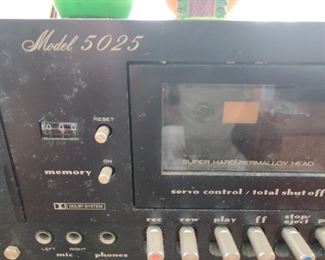 Model 5025
RESET
000
memory
ON
SUPER HARD PERMALLOY HEAD
servo control / total shut off
DOLBY SYSTEM
rec rew play ff stop/eject
LEFT RIGHT
mic phones